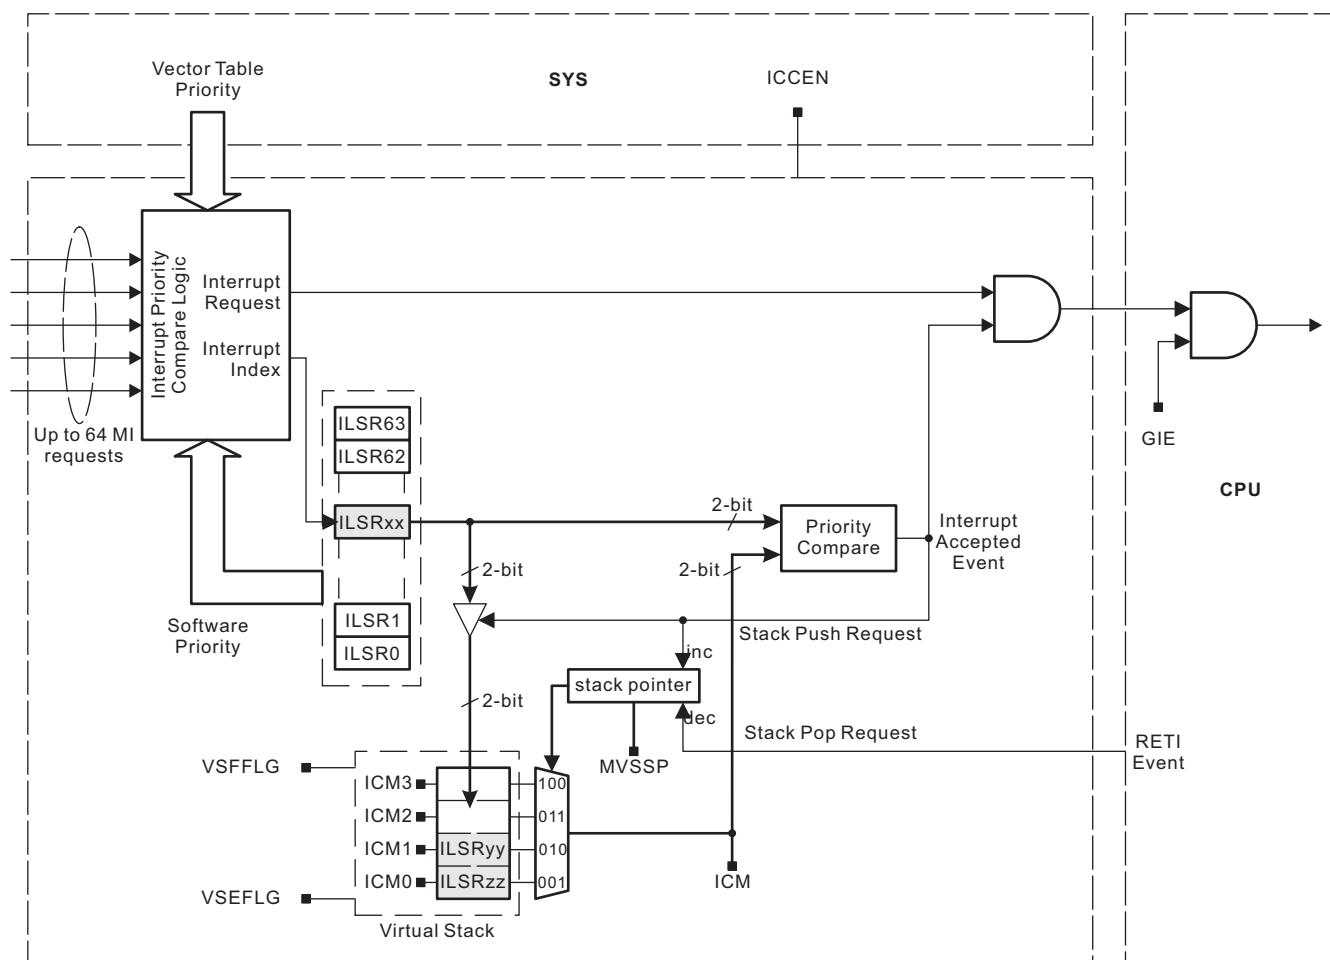 Vector Table
Priority
SYS
ICCEN
Interrupt Priority
Compare Logic
Interrupt
Request
Interrupt
Index
Up to 64 MI
requests
GIE
CPU
ILSR63
ILSR62
ILSRxx
ILSR1
ILSR0
Software
Priority
2-bit
Priority
Compare
2-bit
2-bit
Interrupt
Accepted
Event
Stack Push Request
inc
stack pointer
dec
2-bit
Stack Pop Request
RETI
Event
MVSSP
VSFFLG
ICM3
100
ICM2
011
ICM1
ILSRyy
010
ICM0
ILSRzz
001
ICM
VSEFLG
Virtual Stack